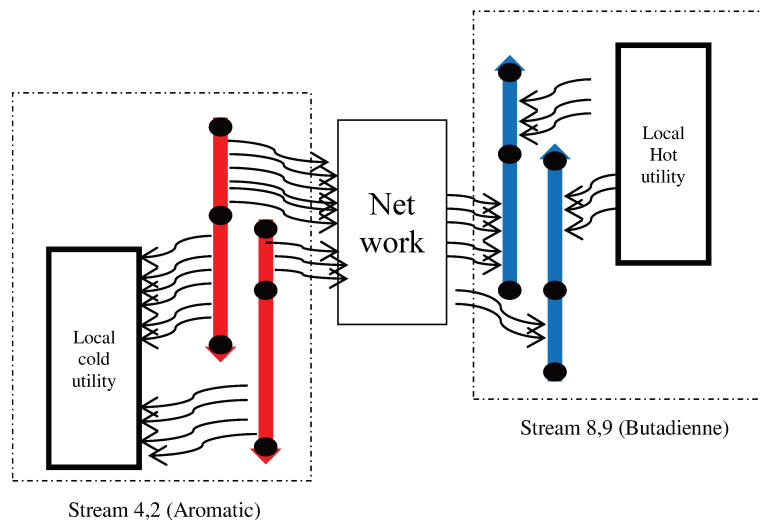 Local
Hot
utility
Net
work
Local
cold
utility
Stream 8,9 (Butadienne)
Stream 4,2 (Aromatic)